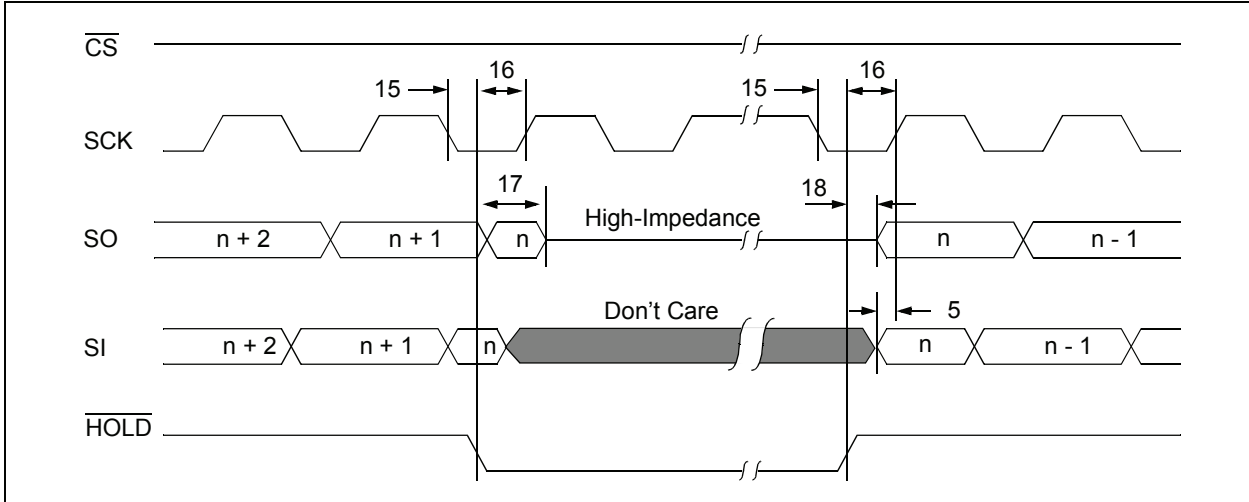 CS
16
16
15
15
SCK
17
18
High-Impedance
SO
n + 2
n + 1
n
n
n - 1
Don't Care
5
SI
n + 2
n + 1
n
n
n - 1
HOLD